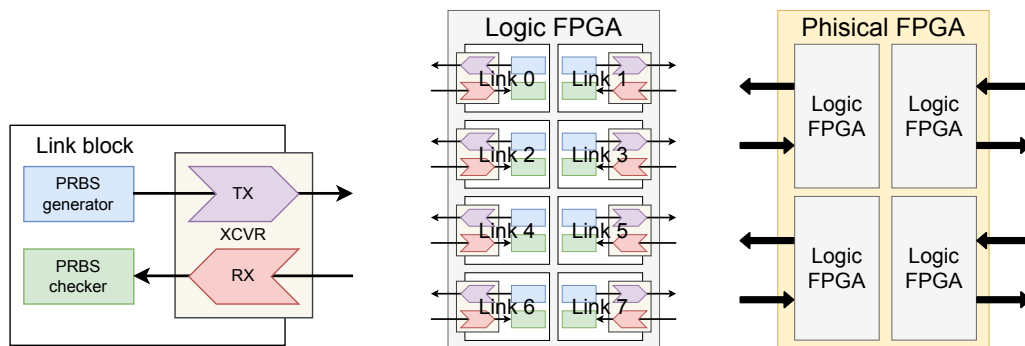 Link block
PRBS
generator
TX
XCVR
PRBS
checker
RX
Logic FPGA
Link 0
Link 1
Link 2
Link 3
Link 4
Link 5
Link 6
Link 7
Phisical FPGA
Logic
FPGA
Logic
FPGA
Logic
FPGA
Logic
FPGA